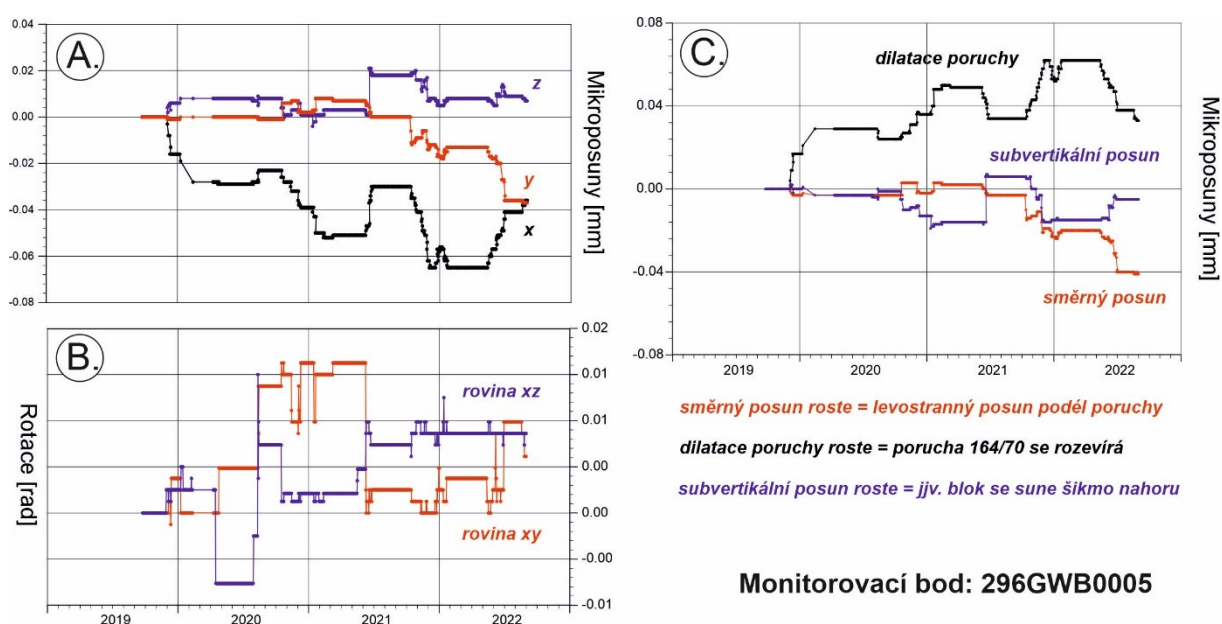 A.
0.04
0.02
0.00
-0.02
-0.04
-0.06
-0.08
z
y
x
Mikroposuny [mm]
B.
Rotace [rad]
0.02
0.01
0.01
0.00
0.00
-0.00
-0.01
rovina xz
rovina xy
2019
2020
2021
2022
C.
0.08
0.04
0.00
-0.04
-0.08
dilatace poruchy
subvertikální posun
směrný posun
Mikroposuny [mm]
2019
2020
2021
2022
směrný posun roste = levostranný posun podél poruchy
dilatace poruchy roste = porucha 164/70 se rozevírá
subvertikální posun roste = jjv. blok se sune šikmo nahoru
Monitorovací bod: 296GWB0005